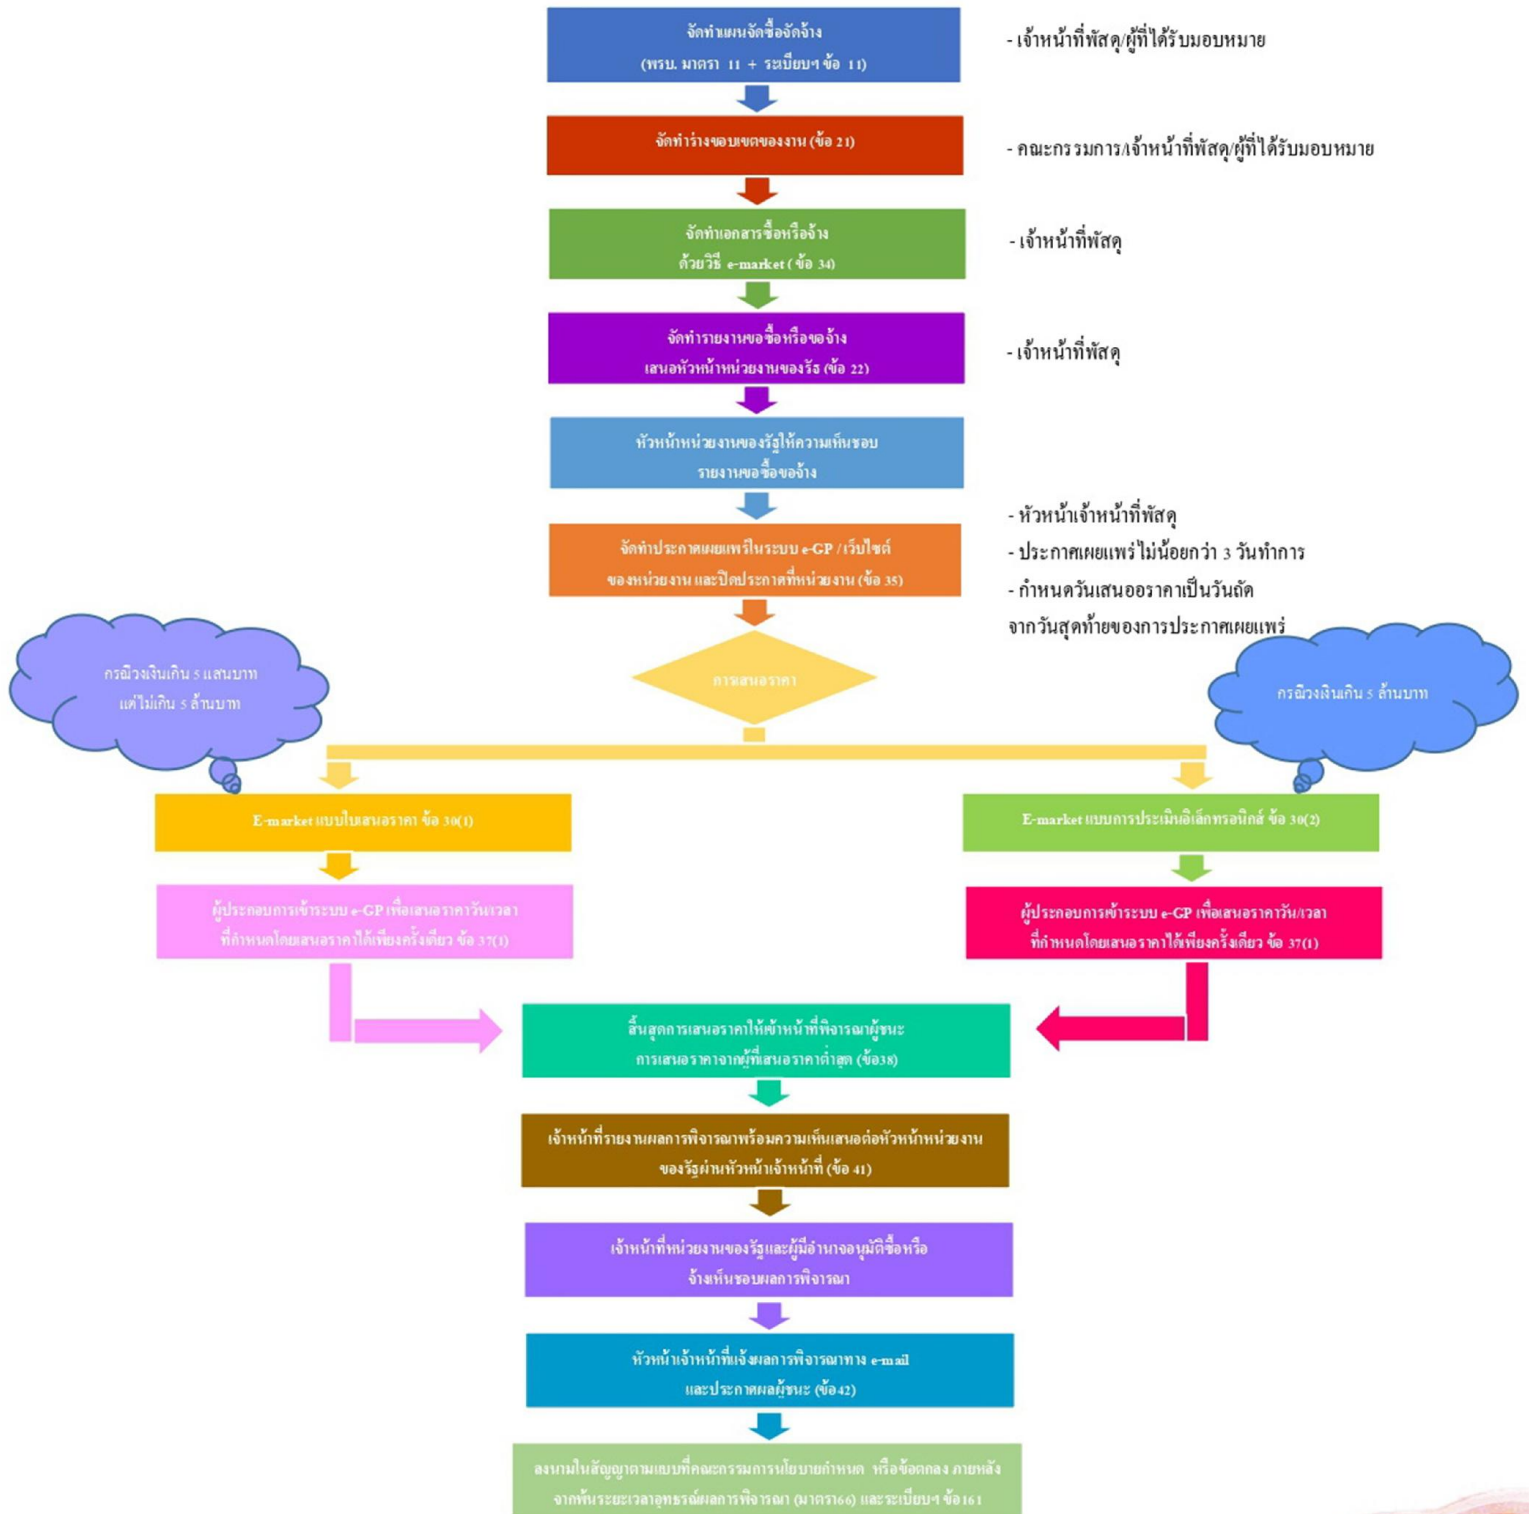 จัดทำแผนจัดซื้อจัดจ้าง
(พรบ. มาตรา 11 + ระเบียบฯ ข้อ 11)
- เจ้าหน้าที่พัสดุ/ผู้ที่ได้รับมอบหมาย
จัดทำร่างขอบเขตของงาน (ข้อ 21)
- คณะกรรมการ/เจ้าหน้าที่พัสดุ/ผู้ที่ได้รับมอบหมาย
จัดทำเอกสารซื้อหรือจ้าง
ด้วยวิธี e-market ( ข้อ 34)
- เจ้าหน้าที่พัสดุ
จัดทำรายงานขอซื้อหรือขอจ้าง
เสนอหัวหน้าหน่วยงานของรัฐ (ข้อ 22)
- เจ้าหน้าที่พัสดุ
หัวหน้าหน่วยงานของรัฐให้ความเห็นชอบ
รายงานขอซื้อขอจ้าง
จัดทำประกาศเผยแพร่ในระบบ e-GP / เว็บไซต์
ของหน่วยงาน และปิดประกาศที่หน่วยงาน (ข้อ 35)
- หัวหน้าเจ้าหน้าที่พัสดุ
- ประกาศเผยแพร่ไม่น้อยกว่า 3 วันทำการ
- กำหนดวันเสนออราคาเป็นวันถัด
จากวันสุดท้ายของการประกาศเผยแพร่
กรณีวงเงินเกิน 5 แสนบาท
แต่ไม่เกิน 5 ล้านบาท
การเสนอราคา
กรณีวงเงินเกิน 5 ล้านบาท
E-market แบบใบเสนอราคา ข้อ 30(1)
E-market แบบการประเมินอิเล็กทรอนิกส์ ข้อ 30(2)
ผู้ประกอบการเข้าระบบ e-GP เพื่อเสนอราคาวัน/เวลา
ที่กำหนดโดยเสนอราคาได้เพียงครั้งเดียว ข้อ 37(1)
ผู้ประกอบการเข้าระบบ e-GP เพื่อเสนอราคาวัน/เวลา
ที่กำหนดโดยเสนอราคาได้เพียงครั้งเดียว ข้อ 37(1)
สิ้นสุดการเสนอราคาให้เข้าหน้าที่พิจารณาผู้ชนะ
การเสนอราคาจากผู้ที่เสนอราคาต่ำสุด (ข้อ38)
เจ้าหน้าที่รายงานผลการพิจารณาพร้อมความเห็นเสนอต่อหัวหน้าหน่วยงาน
ของรัฐผ่านหัวหน้าเจ้าหน้าที่ (ข้อ 41)
เจ้าหน้าที่หน่วยงานของรัฐและผู้มีอำนาจอนุมัติซื้อหรือ
จ้างเห็นชอบผลการพิจารณา
หัวหน้าเจ้าหน้าที่แจ้งผลการพิจารณาทาง e-mail
และประกาศผลผู้ชนะ (ข้อ42)
ลงนามในสัญญาตามแบบที่คณะกรรมการนโยบายกำหนด หรือข้อตกลง ภายหลัง
จากพ้นระยะเวลาอุทธรณ์ผลการพิจารณา (มาตรา66) และระเบียบฯ ข้อ161